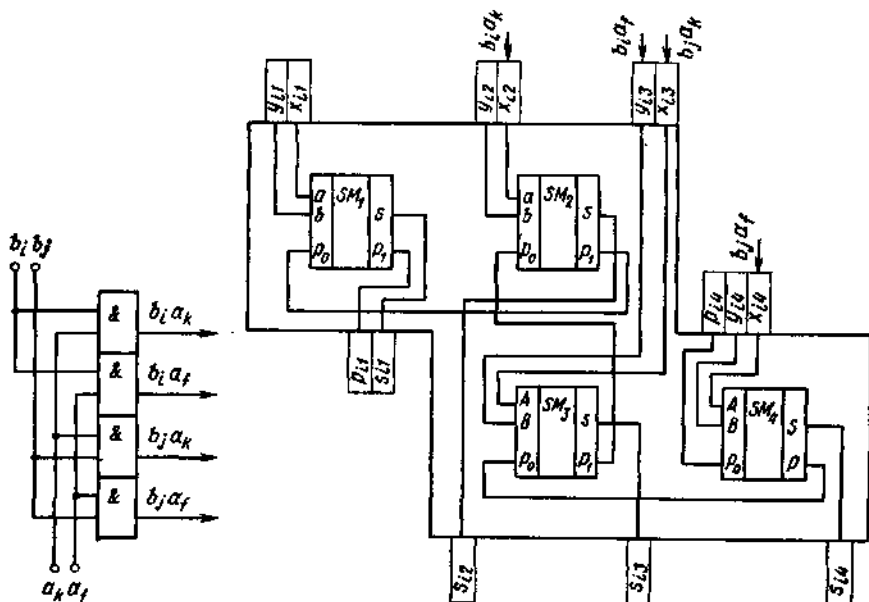 b_i a_k
b_i a_f
b_j a_k
y_i1 x_i1
y_i2 x_i2
y_i3 x_i3
a SM_1
b s
p_0 p_1
a SM_2
b s
p_0 p_1
b_i b_j
b_j a_f
& b_i a_k
p_i4 y_i4 x_i4
& b_i a_f
p_i1 s_i1
A SM_3
B s
p_0 p_1
A SM_4
B s
p_0 p
& b_j a_k
& b_j a_f
a_k a_f
s_i2
s_i3
s_i4